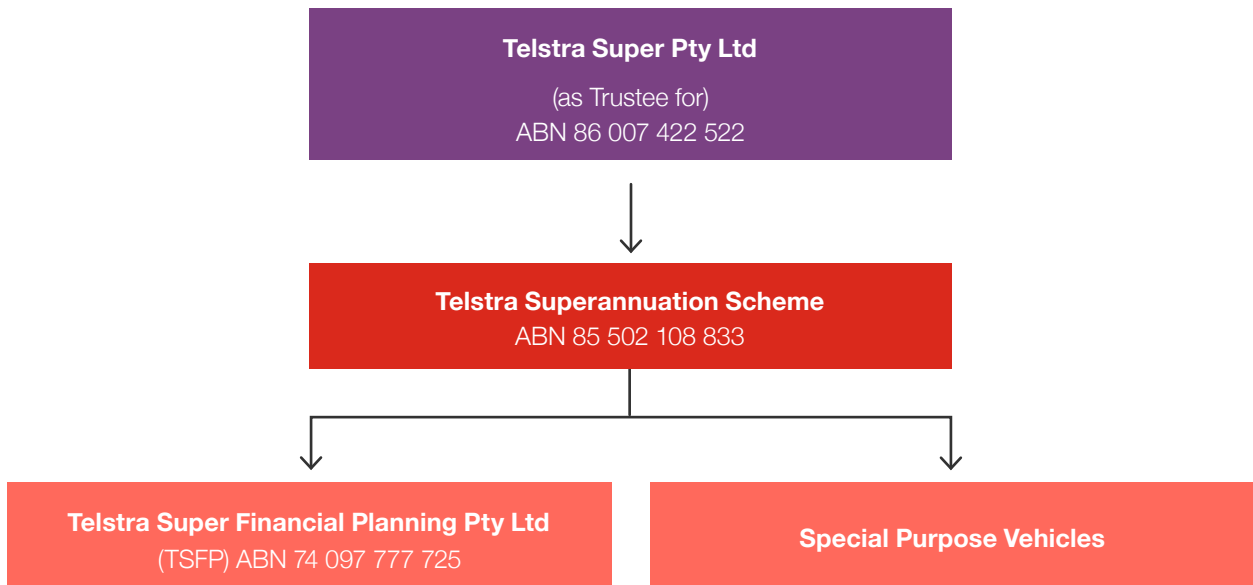 Telstra Super Pty Ltd
(as Trustee for)
ABN 86 007 422 522
Telstra Superannuation Scheme
ABN 85 502 108 833
Telstra Super Financial Planning Pty Ltd
(TSFP) ABN 74 097 777 725
Special Purpose Vehicles